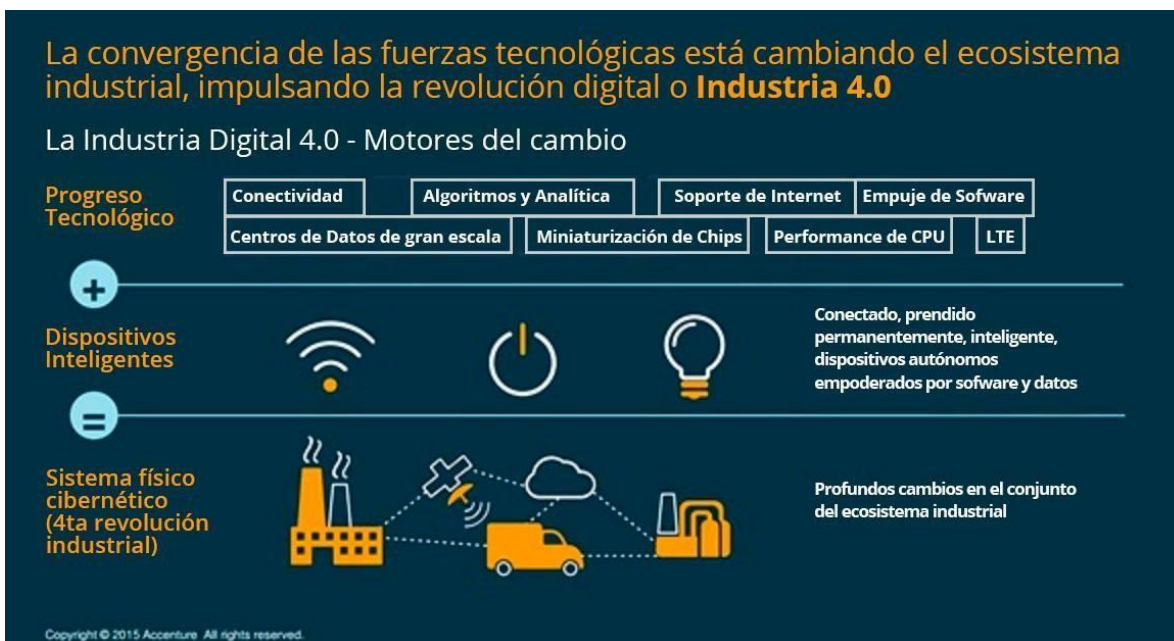 La convergencia de las fuerzas tecnológicas está cambiando el ecosistema
industrial, impulsando la revolución digital o Industria 4.0
La Industria Digital 4.0 - Motores del cambio
Progreso
Tecnológico
Conectividad
Algoritmos y Analítica
Soporte de Internet
Empuje de Sofware
Centros de Datos de gran escala
Miniaturización de Chips
Performance de CPU
LTE
+
Dispositivos
Inteligentes
Conectado, prendido
permanentemente, inteligente,
dispositivos autónomos
empoderados por sofware y datos
=
Sistema físico
cibernético
(4ta revolución
industrial)
Profundos cambios en el conjunto
del ecosistema industrial
Copyright © 2015 Accenture All rights reserved.